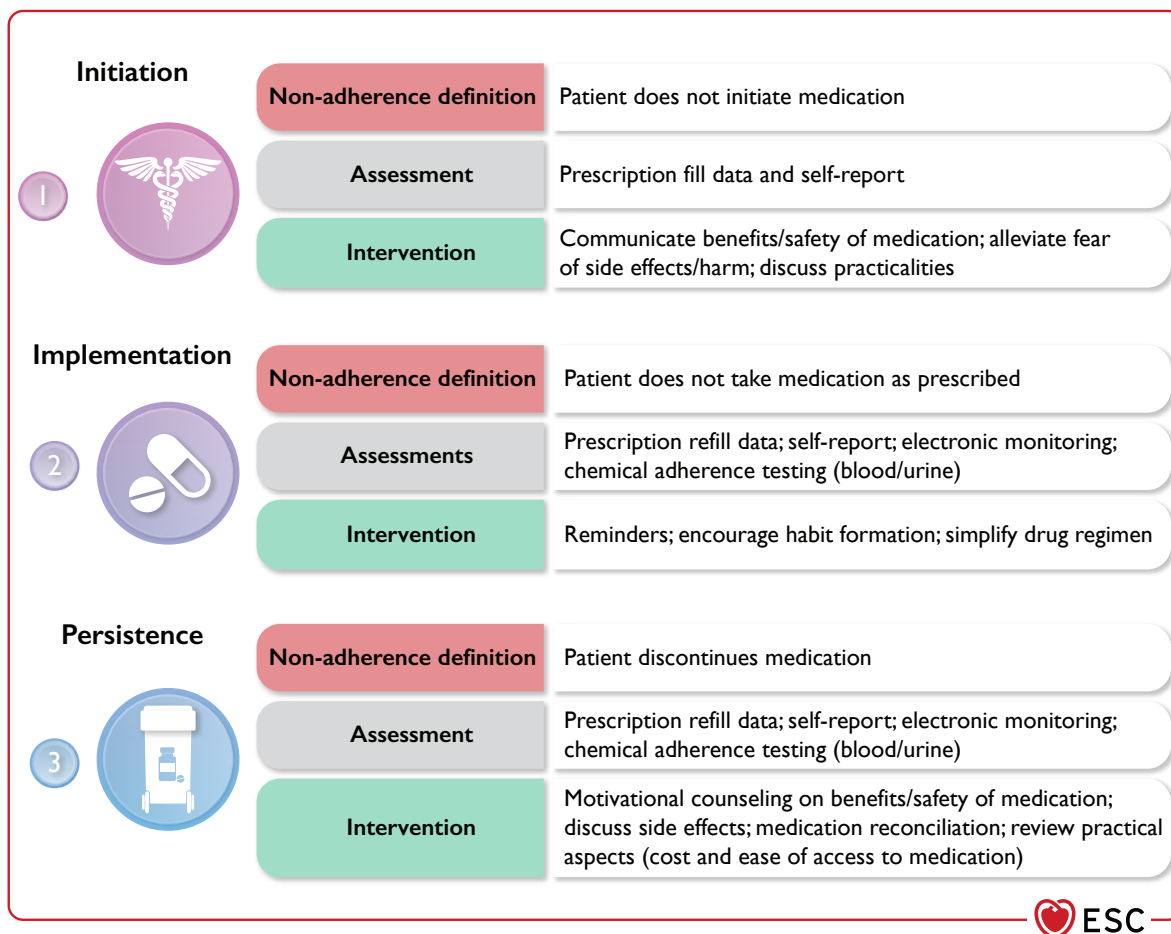 Initiation
1
Non-adherence definition
Patient does not initiate medication
Assessment
Prescription fill data and self-report
Intervention
Communicate benefits/safety of medication; alleviate fear
of side effects/harm; discuss practicalities
Implementation
2
Non-adherence definition
Patient does not take medication as prescribed
Assessments
Prescription refill data; self-report; electronic monitoring;
chemical adherence testing (blood/urine)
Intervention
Reminders; encourage habit formation; simplify drug regimen
Persistence
3
Non-adherence definition
Patient discontinues medication
Assessment
Prescription refill data; self-report; electronic monitoring;
chemical adherence testing (blood/urine)
Intervention
Motivational counseling on benefits/safety of medication;
discuss side effects; medication reconciliation; review practical
aspects (cost and ease of access to medication)
ESC